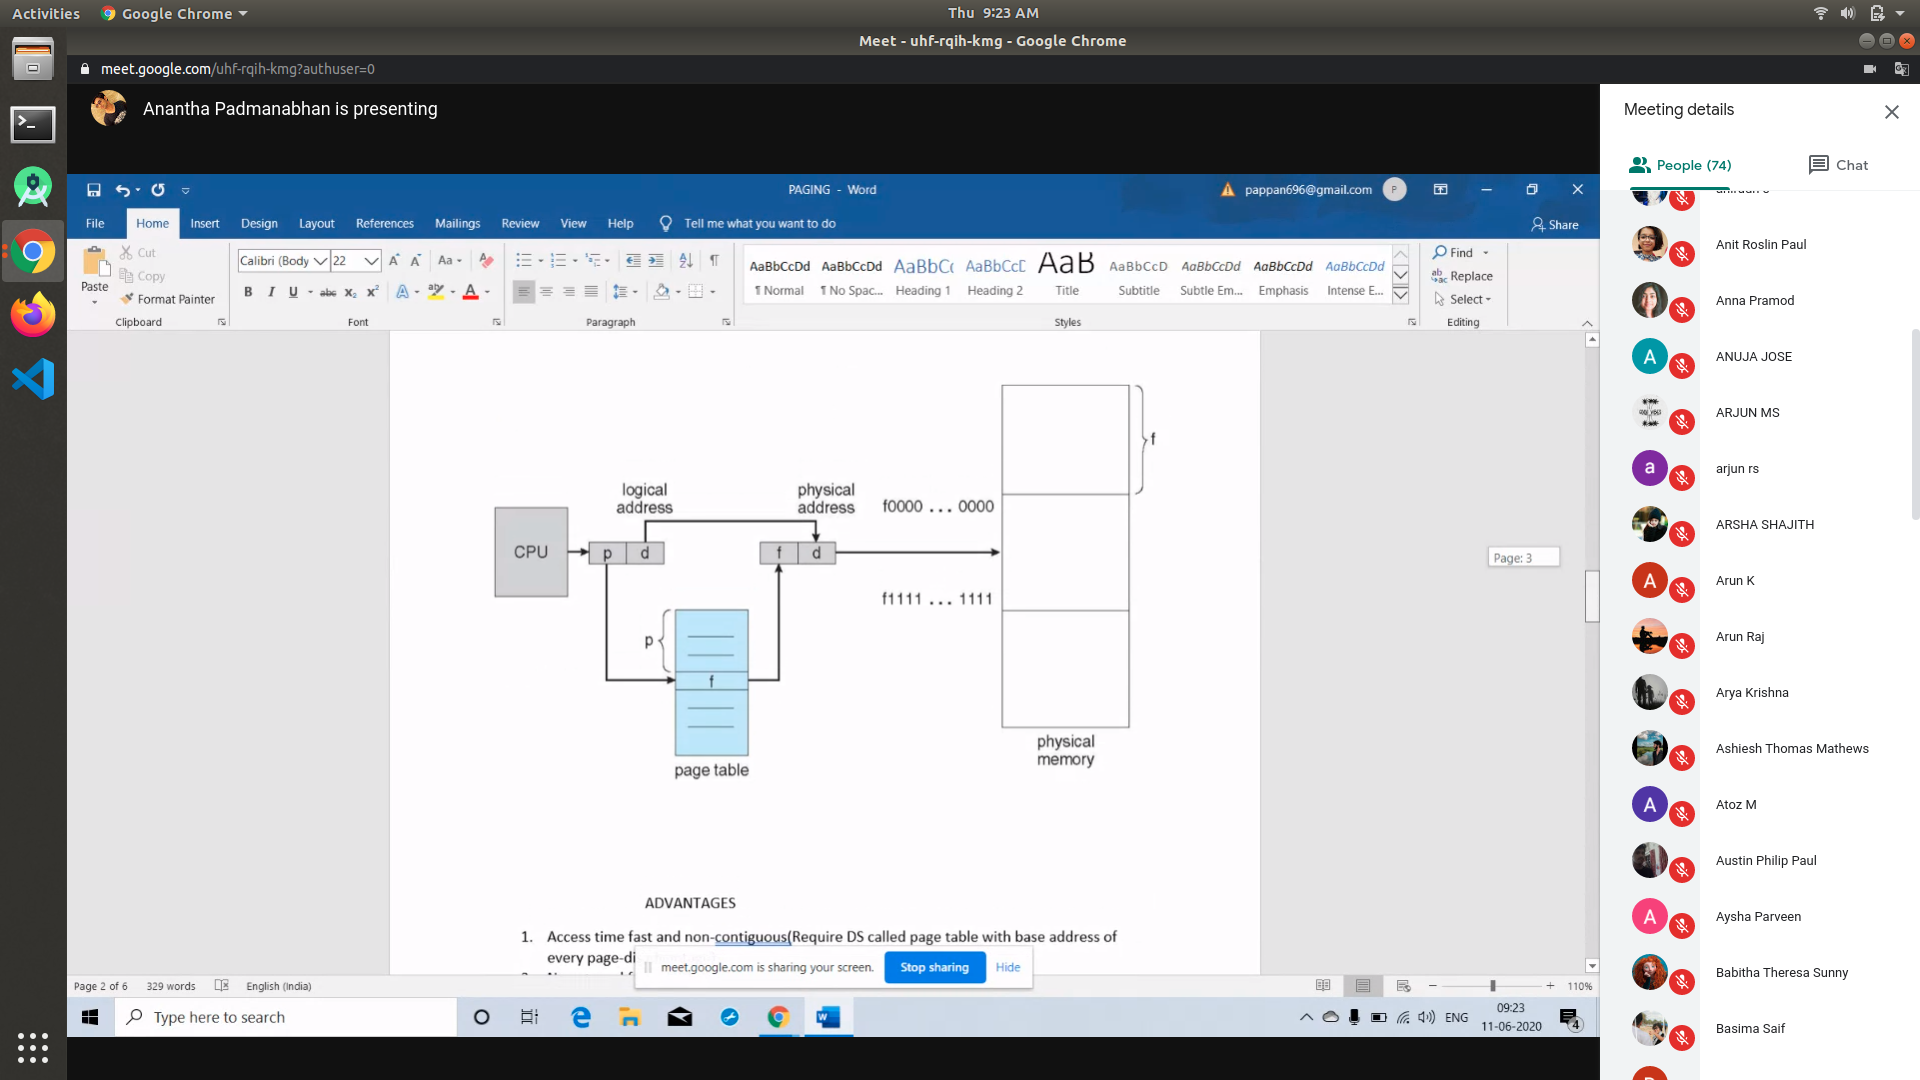 Activities
Google Chrome
Thu 9:23 AM
Meet - uhf-rqih-kmg - Google Chrome
meet.google.com/uhf-rqih-kmg?authuser=0
Anantha Padmanabhan is presenting
PAGING - Word
pappan696@gmail.com
P
File Home Insert Design Layout References Mailings Review View Help Tell me what you want to do
Share
Paste
Cut
Copy
Format Painter
Clipboard
Calibri (Body
22
Font
Paragraph
AaBbCcDd AaBbCcDd AaBbCc AaBbCcE AaB AaBbCcD AaBbCcDd AaBbCcDd AaBbCcDd
¶ Normal ¶ No Spac... Heading 1 Heading 2 Title Subtitle Subtle Em... Emphasis Intense E...
Styles
Find
Replace
Select
Editing
CPU
logical
address
p d
physical
address
f d
f0000 ... 0000
f1111 ... 1111
f
p
f
page table
physical
memory
Page: 3
ADVANTAGES
1. Access time fast and non-contiguous(Require DS called page table with base address of
every page-di
meet.google.com is sharing your screen.
Stop sharing
Hide
Page 2 of 6
329 words
English (India)
110%
Type here to search
ENG
09:23
11-06-2020
4
Meeting details
People (74)
Chat
Anit Roslin Paul
Anna Pramod
A
ANUJA JOSE
ARJUN MS
a
arjun rs
ARSHA SHAJITH
A
Arun K
Arun Raj
Arya Krishna
Ashiesh Thomas Mathews
A
Atoz M
Austin Philip Paul
A
Aysha Parveen
Babitha Theresa Sunny
Basima Saif